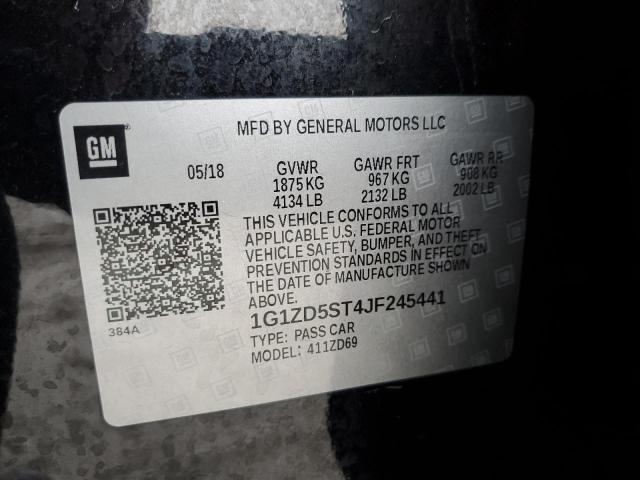 GM
MFD BY GENERAL MOTORS LLC
05/18
GVWR
1875 KG
4134 LB
GAWR FRT
967 KG
2132 LB
GAWR RR
908 KG
2002 LB
THIS VEHICLE CONFORMS TO ALL
APPLICABLE U.S. FEDERAL MOTOR
VEHICLE SAFETY, BUMPER, AND THEFT
PREVENTION STANDARDS IN EFFECT ON
THE DATE OF MANUFACTURE SHOWN
ABOVE.
384A
1G1ZD5ST4JF245441
TYPE: PASS CAR
MODEL: 411ZD69